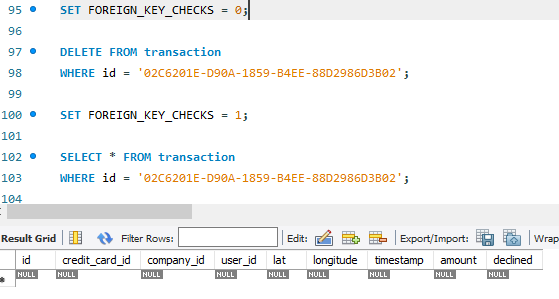 95 SET FOREIGN_KEY_CHECKS = 0;
96
97 DELETE FROM transaction
98 WHERE id = '02C6201E-D90A-1859-B4EE-88D2986D3B02';
99
100 SET FOREIGN_KEY_CHECKS = 1;
101
102 SELECT * FROM transaction
103 WHERE id = '02C6201E-D90A-1859-B4EE-88D2986D3B02';
104
Result Grid Filter Rows: Edit: Export/Import: Wrap
id credit_card_id company_id user_id lat longitude timestamp amount declined
* NULL NULL NULL NULL NULL NULL NULL NULL NULL